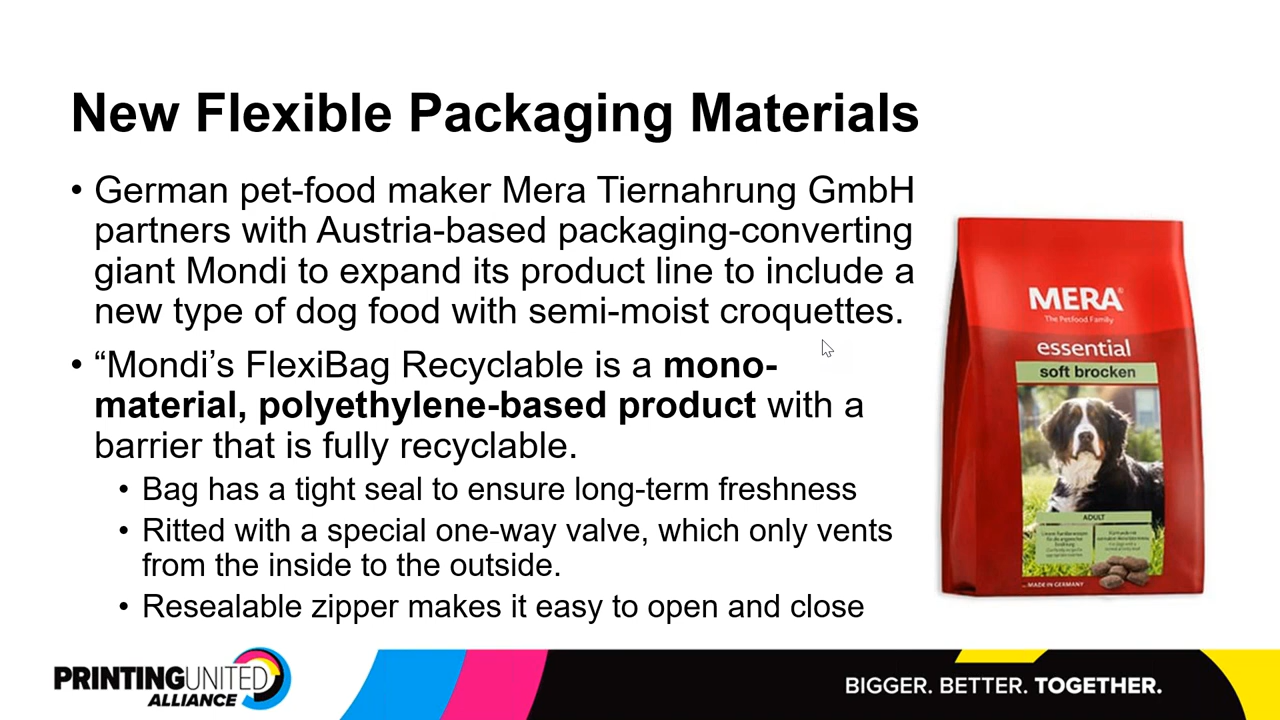 New Flexible Packaging Materials
• German pet-food maker Mera Tiernahrung GmbH
partners with Austria-based packaging-converting
giant Mondi to expand its product line to include a
new type of dog food with semi-moist croquettes.
• “Mondi’s FlexiBag Recyclable is a mono-
material, polyethylene-based product with a
barrier that is fully recyclable.
• Bag has a tight seal to ensure long-term freshness
• Ritted with a special one-way valve, which only vents
from the inside to the outside.
• Resealable zipper makes it easy to open and close
MERA®
The Petfood Family
essential
soft brocken
ADULT
MADE IN GERMANY
PRINTING UNITED
ALLIANCE
BIGGER. BETTER. TOGETHER.